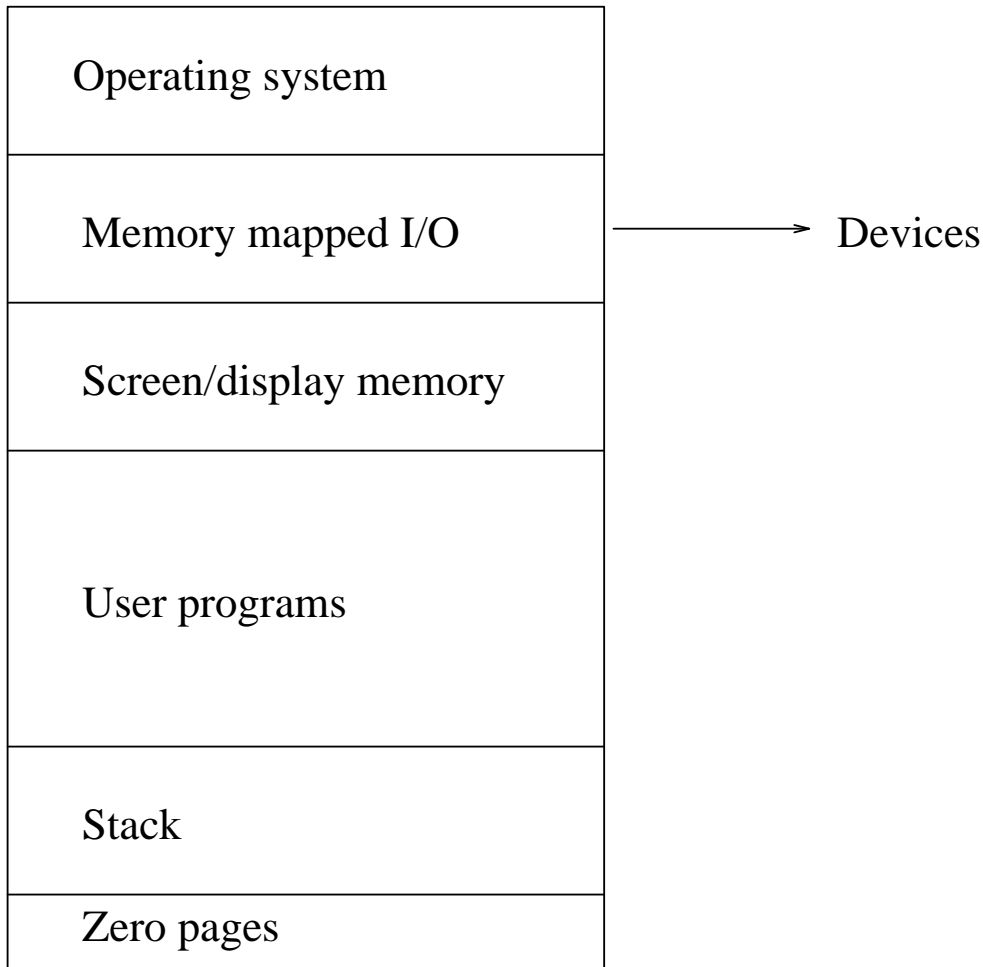 Operating system
Memory mapped I/O
Devices
Screen/display memory
User programs
Stack
Zero pages